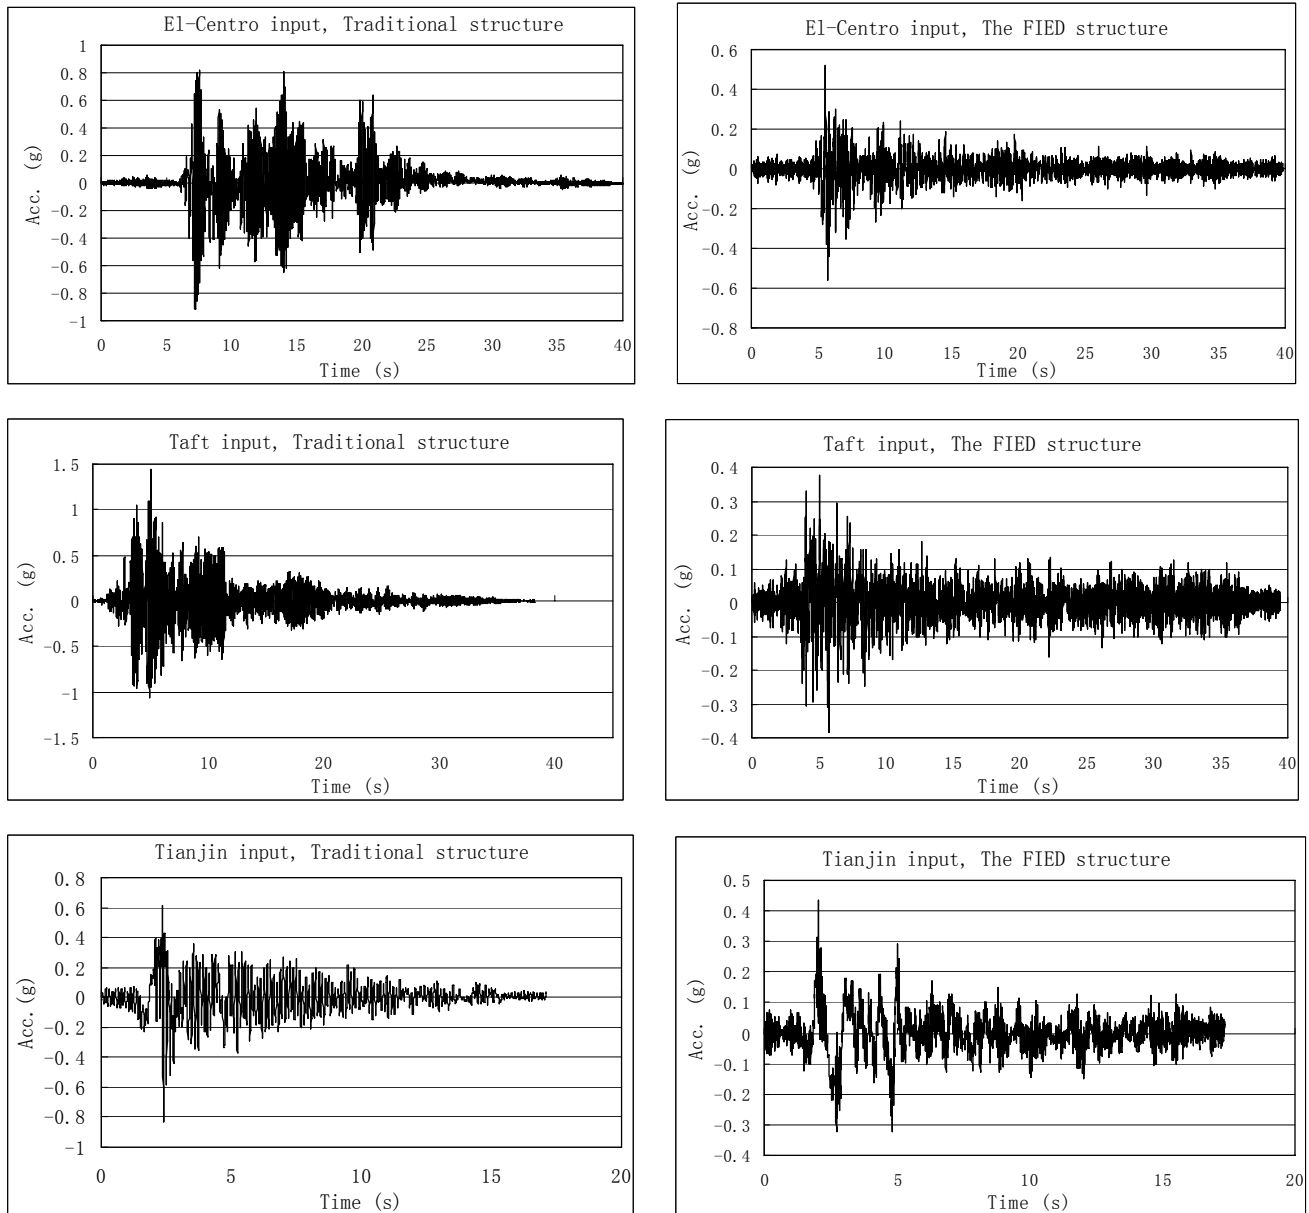 El-Centro input, Traditional structure
1
0.8
0.6
0.4
0.2
0
-0.2
-0.4
-0.6
-0.8
-1
Acc. (g)
0 5 10 15 20 25 30 35 40
Time (s)
El-Centro input, The FIED structure
0.6
0.4
0.2
0
-0.2
-0.4
-0.6
-0.8
Acc. (g)
0 5 10 15 20 25 30 35 40
Time (s)
Taft input, Traditional structure
1.5
1
0.5
0
-0.5
-1
-1.5
Acc. (g)
0 10 20 30 40
Time (s)
Taft input, The FIED structure
0.4
0.3
0.2
0.1
0
-0.1
-0.2
-0.3
-0.4
Acc. (g)
0 5 10 15 20 25 30 35 40
Time (s)
Tianjin input, Traditional structure
0.8
0.6
0.4
0.2
0
-0.2
-0.4
-0.6
-0.8
-1
Acc.(g)
0 5 10 15 20
Time (s)
Tianjin input, The FIED structure
0.5
0.4
0.3
0.2
0.1
0
-0.1
-0.2
-0.3
-0.4
Acc. (g)
0 5 10 15 20
Time (s)